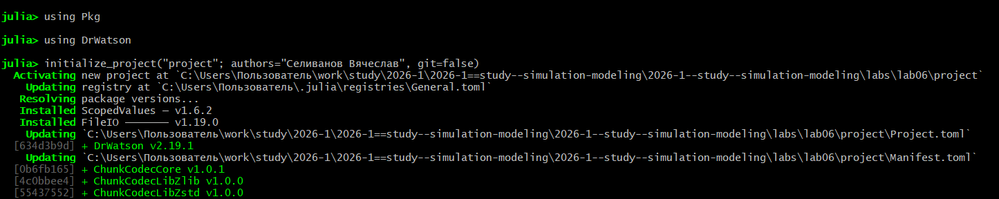 julia> using Pkg
julia> using DrWatson
julia> initialize_project("project"; authors="Селиванов Вячеслав", git=false)
Activating new project at `C:\Users\Пользователь\work\study\2026-1\2026-1==study--simulation-modeling\2026-1--study--simulation-modeling\labs\lab06\project`
Updating registry at `C:\Users\Пользователь\.julia\registries\General.toml`
Resolving package versions...
Installed ScopedValues ─ v1.6.2
Installed FileIO ─────── v1.19.0
Updating `C:\Users\Пользователь\work\study\2026-1\2026-1==study--simulation-modeling\2026-1--study--simulation-modeling\labs\lab06\project\Project.toml`
[634d3b9d] + DrWatson v2.19.1
Updating `C:\Users\Пользователь\work\study\2026-1\2026-1==study--simulation-modeling\2026-1--study--simulation-modeling\labs\lab06\project\Manifest.toml`
[0b6fb165] + ChunkCodecCore v1.0.1
[4c0bbee4] + ChunkCodecLibZlib v1.0.0
[55437552] + ChunkCodecLibZstd v1.0.0